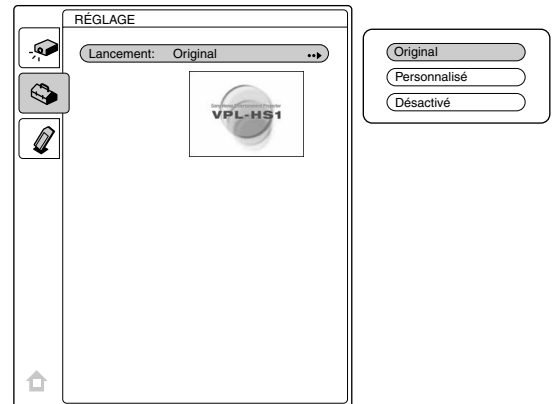 RÉGLAGE
Lancement: Original
Sony Home Entertainment Projector
VPL-HS1
Original
Personnalisé
Désactivé